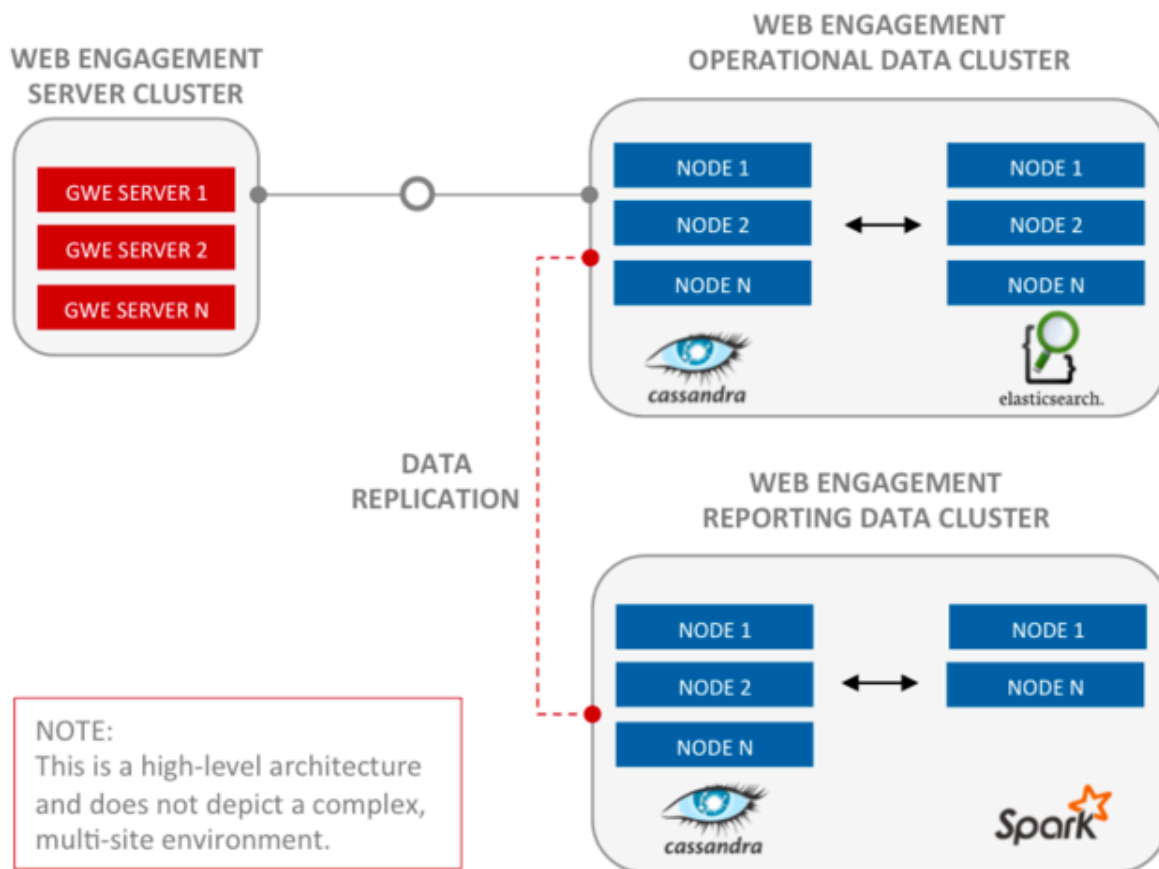 WEB ENGAGEMENT
SERVER CLUSTER
GWE SERVER 1
GWE SERVER 2
GWE SERVER N
WEB ENGAGEMENT
OPERATIONAL DATA CLUSTER
NODE 1
NODE 2
NODE N
cassandra
NODE 1
NODE 2
NODE N
elasticsearch.
DATA
REPLICATION
WEB ENGAGEMENT
REPORTING DATA CLUSTER
NODE 1
NODE 2
NODE N
cassandra
NODE 1
NODE N
Spark
NOTE:
This is a high-level architecture
and does not depict a complex,
multi-site environment.